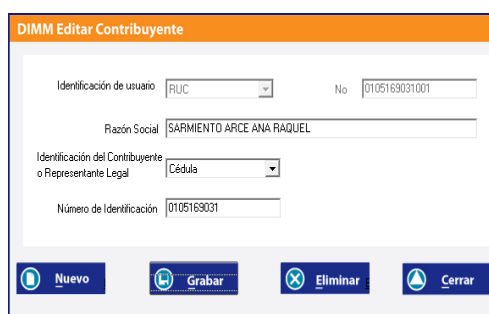 DIMM Editar Contribuyente
Identificación de usuario RUC No 0105169031001
Razón Social SARMIENTO ARCE ANA RAQUEL
Identificación del Contribuyente
o Representante Legal Cédula
Número de Identificación 0105169031
Nuevo Grabar Eliminar Cerrar